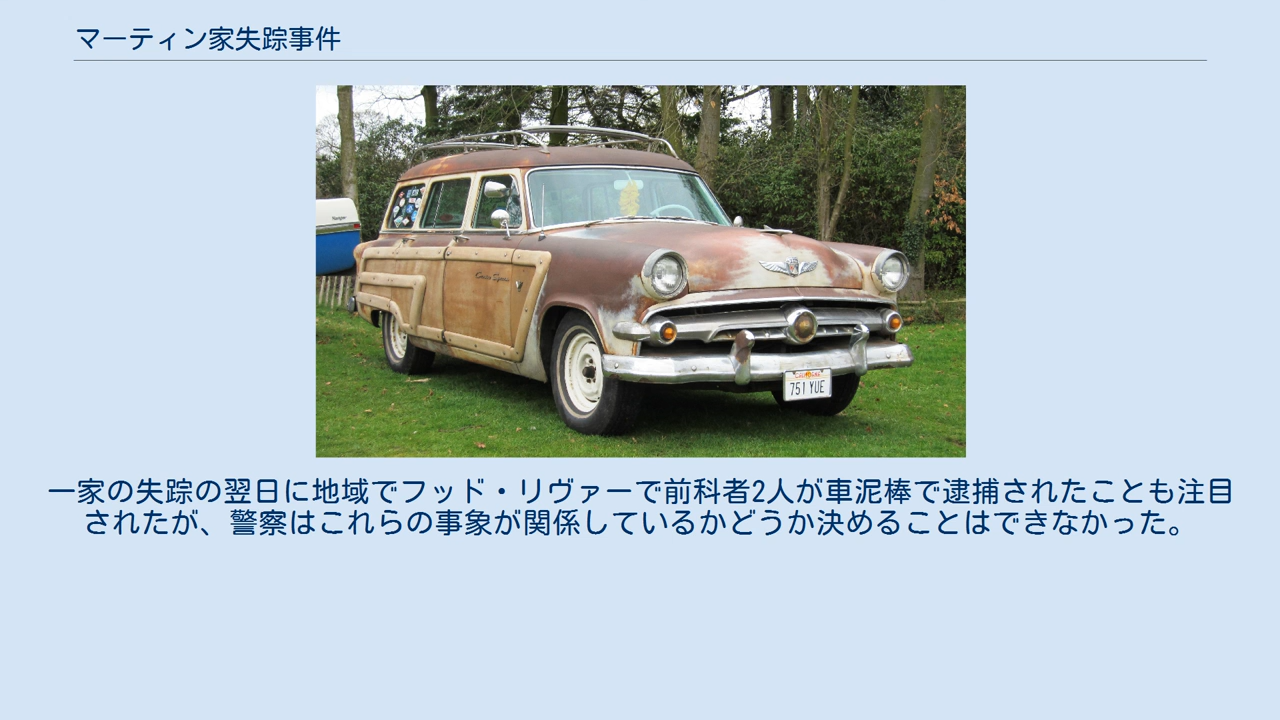 マーティン家失踪事件
751 YUE
一家の失踪の翌日に地域でフッド・リヴァーで前科者2人が車泥棒で逮捕されたことも注目
されたが、警察はこれらの事象が関係しているかどうか決めることはできなかった。